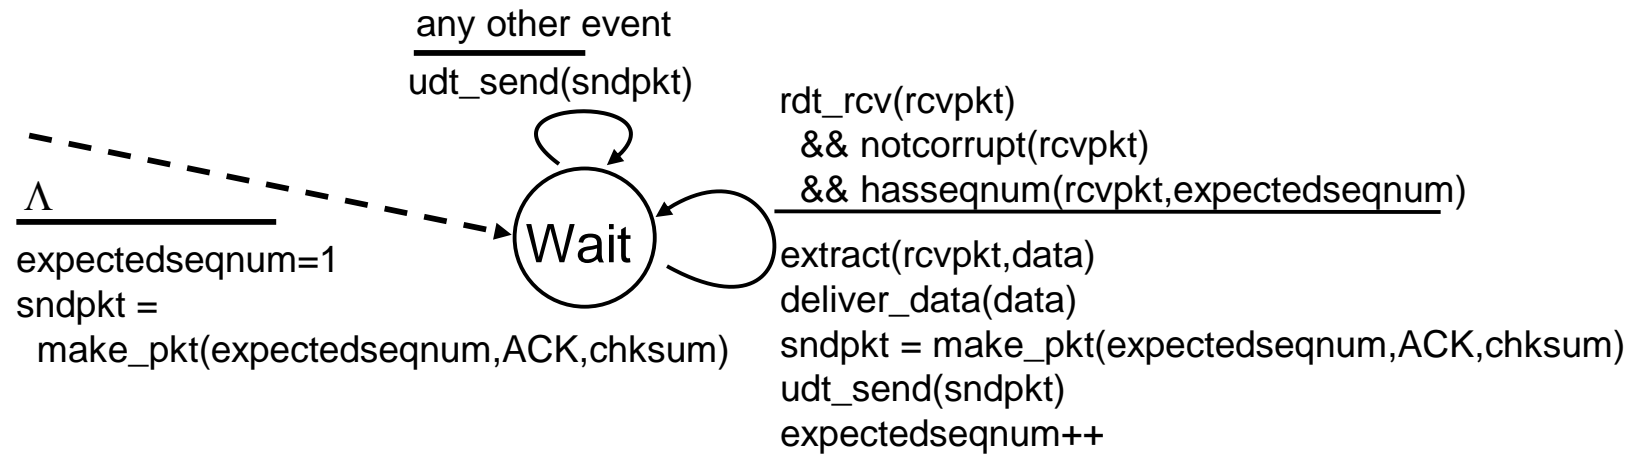 any other event
udt_send(sndpkt)
rdt_rcv(rcvpkt)
&& notcorrupt(rcvpkt)
&& hasseqnum(rcvpkt,expectedseqnum)
Λ
Wait
expectedseqnum=1
sndpkt =
make_pkt(expectedseqnum,ACK,chksum)
extract(rcvpkt,data)
deliver_data(data)
sndpkt = make_pkt(expectedseqnum,ACK,chksum)
udt_send(sndpkt)
expectedseqnum++